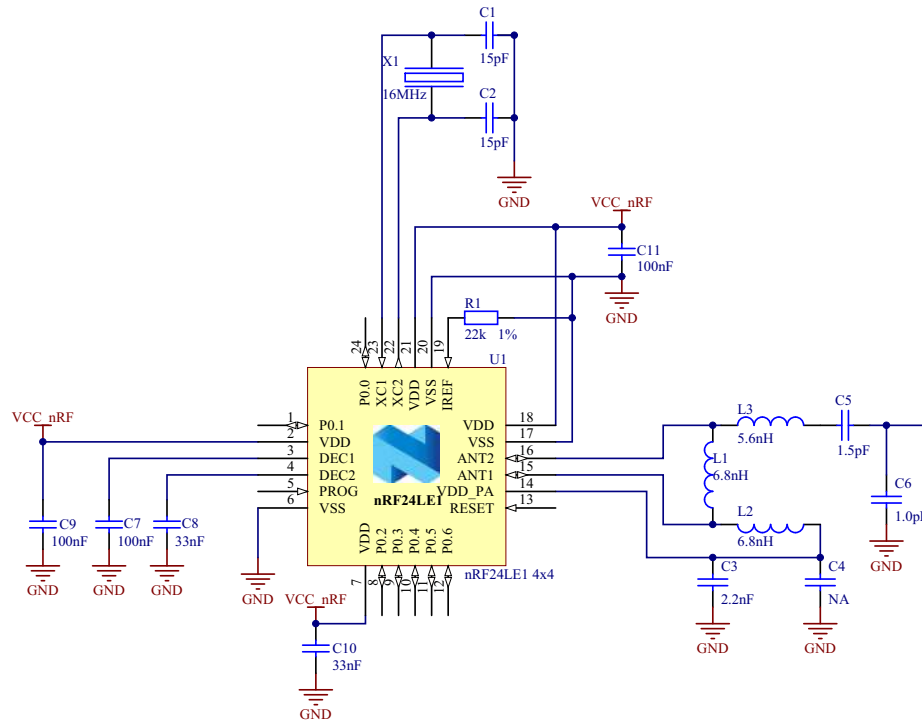 C1
15pF
X1
16MHz
C2
15pF
GND
VCC_nRF
C11
100nF
GND
R1
22k 1%
24 23 22 21 20 19
U1
P0.0 XC1 XC2 VDD VSS IREF
VCC_nRF
1 P0.1
2 VDD
3 DEC1
4 DEC2
5 PROG
6 VSS
VDD 18
VSS 17
ANT2 16
ANT1 15
VDD_PA 14
RESET 13
nRF24LE1
VDD P0.2 P0.3 P0.4 P0.5 P0.6
7 8 9 10 11 12
nRF24LE1 4x4
L3
5.6nH
C5
1.5pF
L1
6.8nH
L2
6.8nH
C6
GND
C3
2.2nF
GND
C4
NA
GND
C9
100nF
GND
C7
100nF
GND
C8
33nF
GND
GND
VCC_nRF
C10
33nF
GND